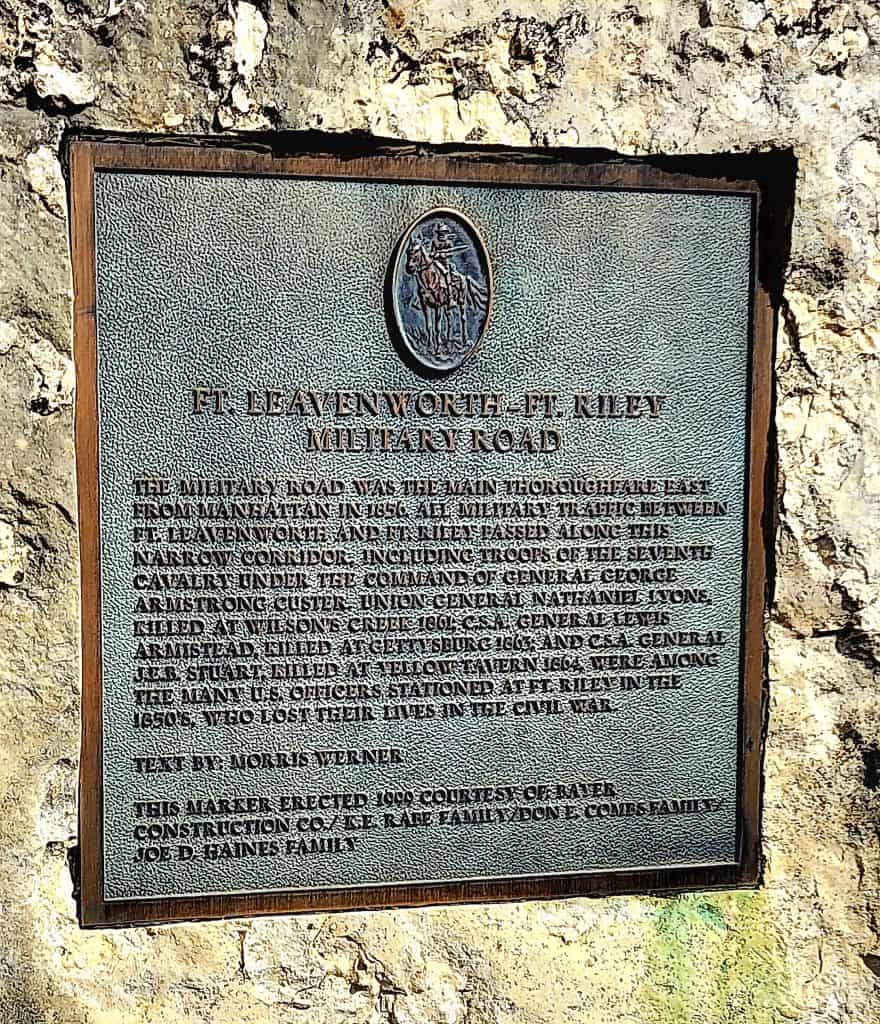 FT. LEAVENWORTH-FT. RILEY
MILITARY ROAD
THE MILITARY ROAD WAS THE MAIN THOROUGHFARE EAST
FROM MANHATTAN IN 1856. ALL MILITARY TRAFFIC BETWEEN
FT. LEAVENWORTH AND FT. RILEY PASSED ALONG THIS
NARROW CORRIDOR, INCLUDING TROOPS OF THE SEVENTH
CAVALRY UNDER THE COMMAND OF GENERAL GEORGE
ARMSTRONG CUSTER. UNION GENERAL NATHANIEL LYONS,
KILLED AT WILSON'S CREEK 1861; C.S.A. GENERAL LEWIS
ARMISTEAD, KILLED AT GETTYSBURG 1863; AND C.S.A. GENERAL
J.E.B. STUART, KILLED AT YELLOW TAVERN 1864, WERE AMONG
THE MANY U.S. OFFICERS STATIONED AT FT. RILEY IN THE
1850'S, WHO LOST THEIR LIVES IN THE CIVIL WAR.
TEXT BY: MORRIS WERNER
THIS MARKER ERECTED 1999 COURTESY OF: BAYER
CONSTRUCTION CO./ K.E. RABE FAMILY/DON E. COMBS FAMILY/
JOE D. HAINES FAMILY